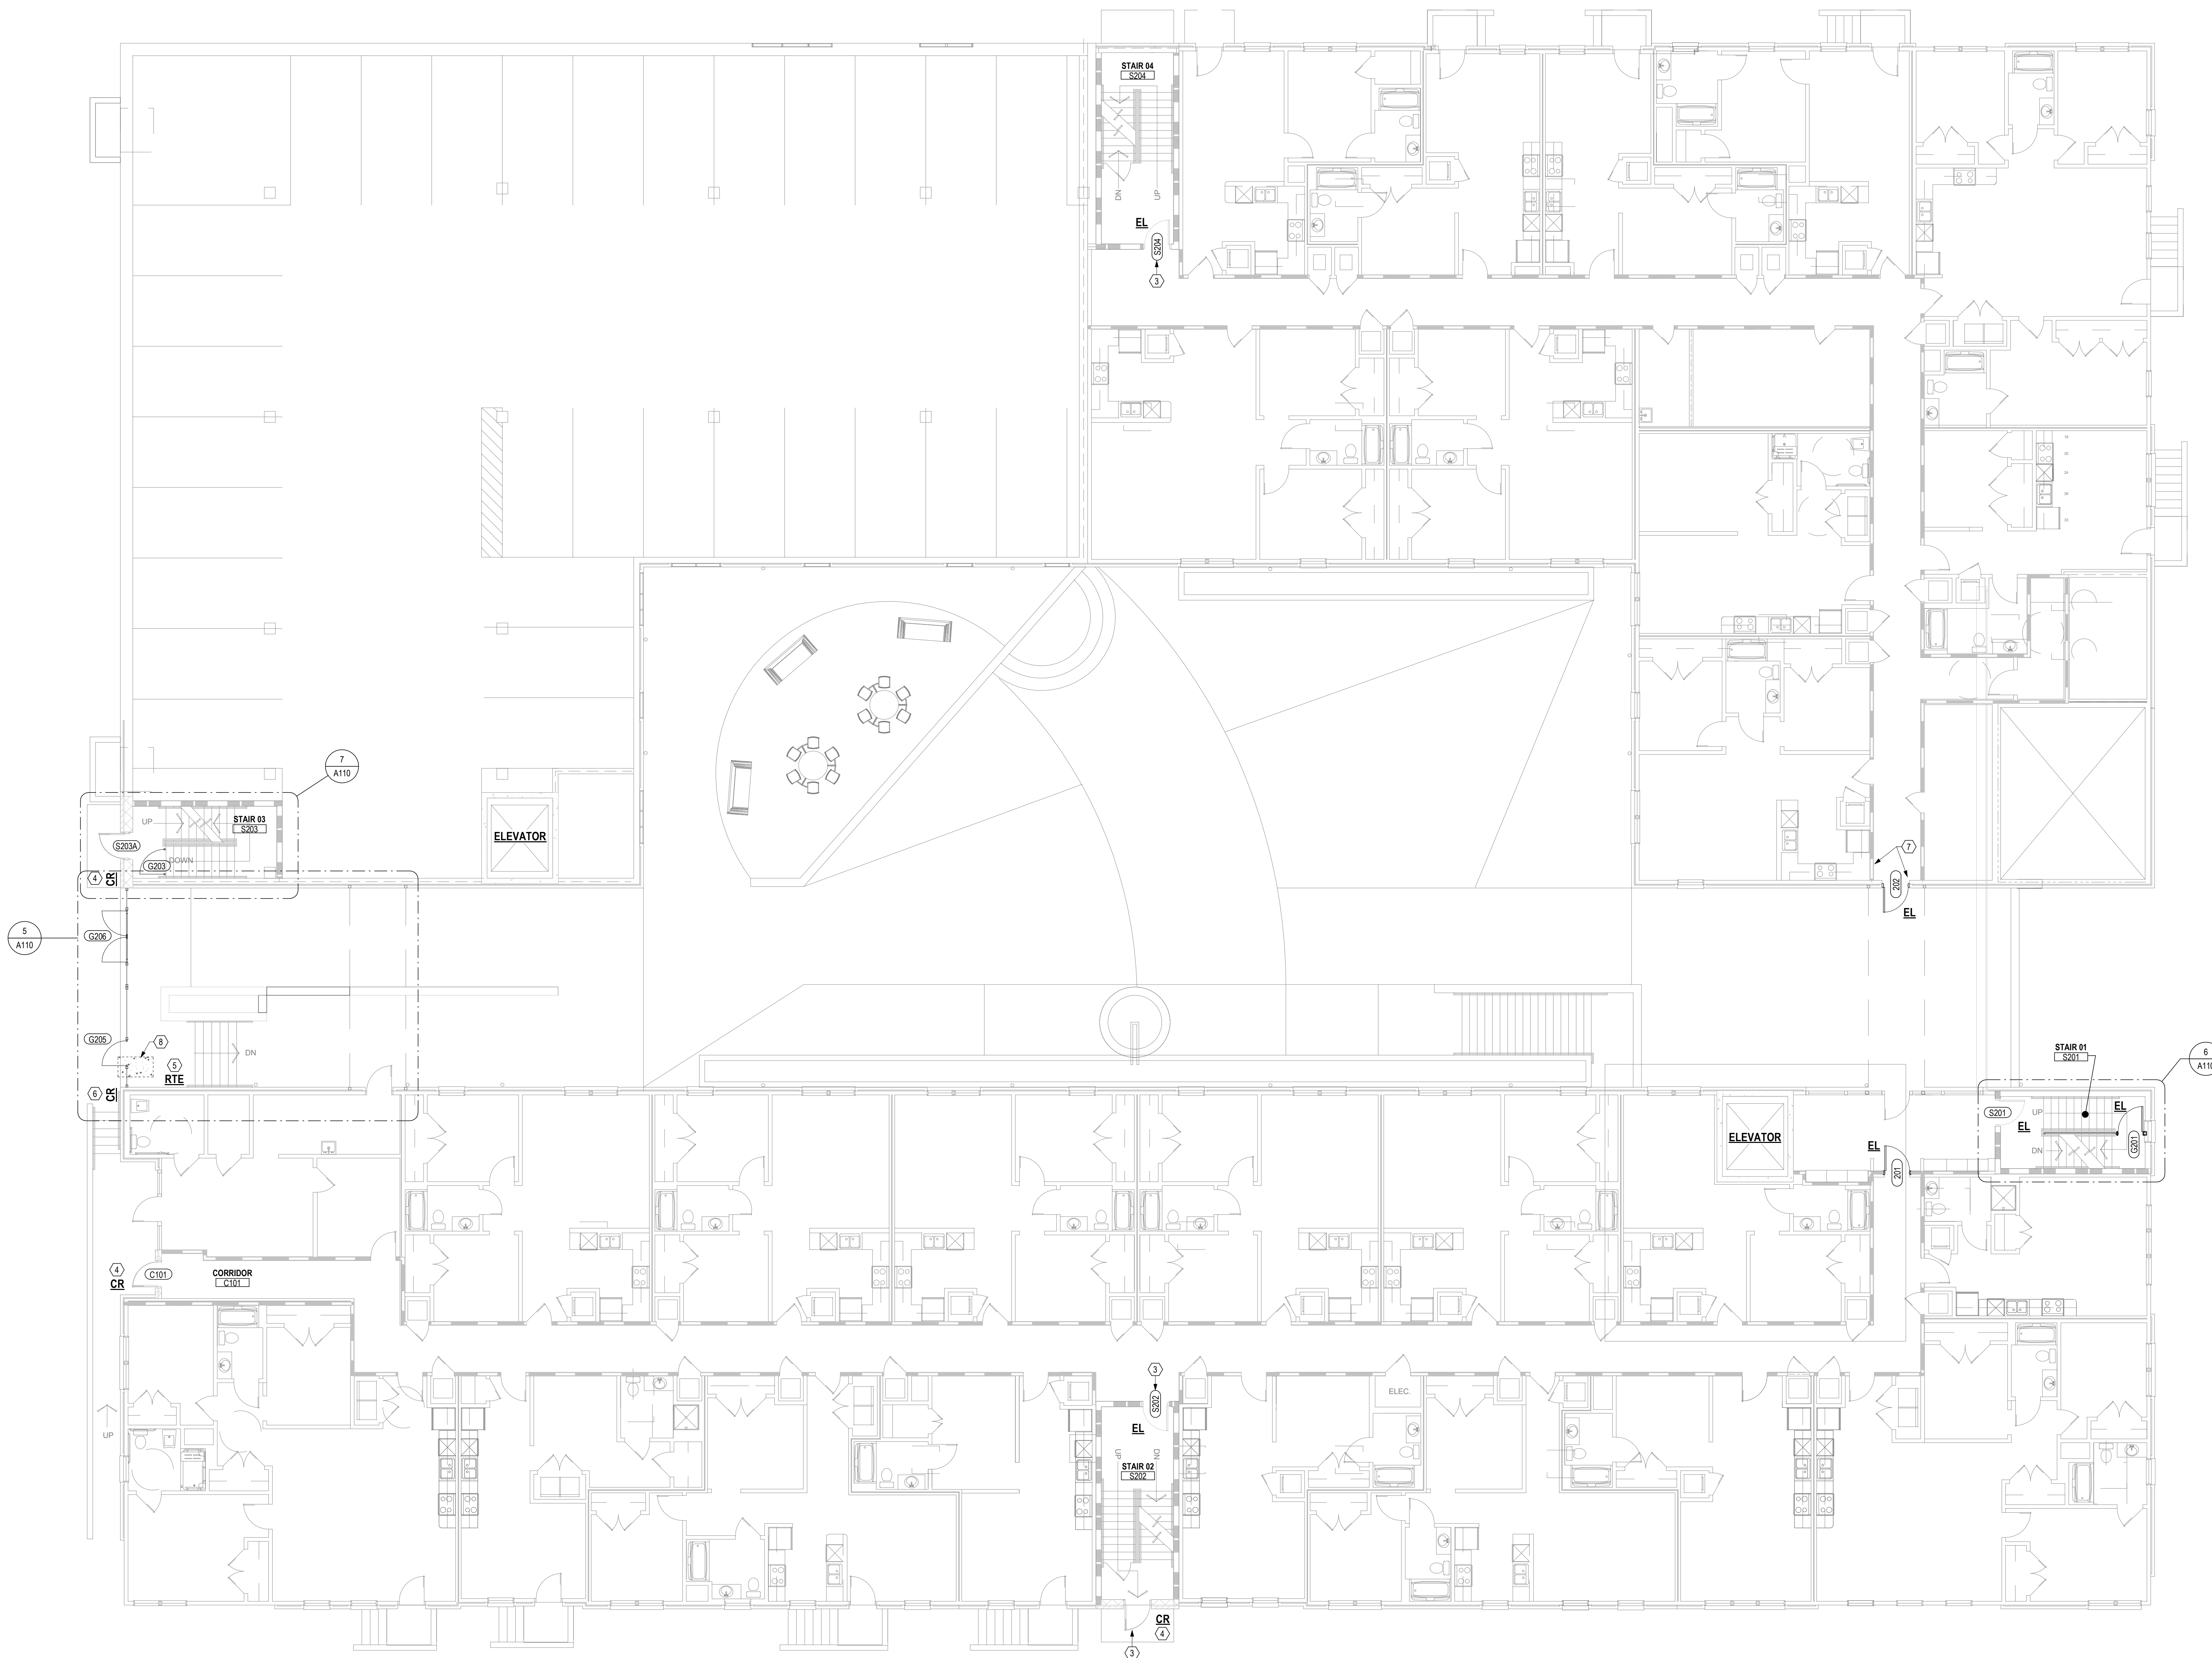 STAIR 04
S204
DN
UP
EL
S204
3
7
A110
UP
STAIR 03
S203
S203A
G203
DOWN
4
CR
ELEVATOR
7
202
EL
5
A110
G206
G205
8
5
RTE
DN
6
CR
STAIR 01
S201
6
A110
S201
UP
EL
EL
DN
G201
ELEVATOR
EL
201
4
CR
C101
CORRIDOR
C101
UP
3
S202
EL
UP
DN
STAIR 02
S202
ELEC.
CR
4
3